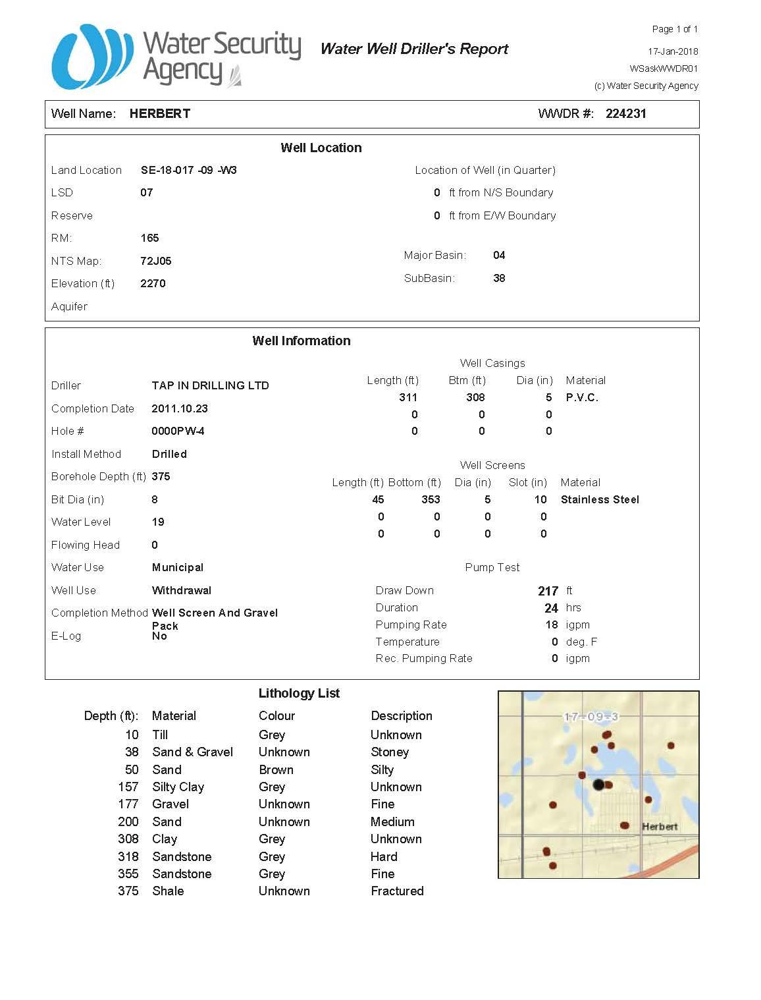 Water Security
Agency
Water Well Driller's Report
Page 1 of 1
17-Jan-2018
WSaskWWDR01
(c) Water Security Agency
Well Name: HERBERT WWDR #: 224231
Well Location
Land Location SE-18-017 -09 -W3 Location of Well (in Quarter)
LSD 07 0 ft from N/S Boundary
Reserve 0 ft from E/W Boundary
RM: 165
NTS Map: 72J05 Major Basin: 04
Elevation (ft) 2270 SubBasin: 38
Aquifer
Well Information
Driller TAP IN DRILLING LTD
Completion Date 2011.10.23
Hole # 0000PW-4
Install Method Drilled
Borehole Depth (ft) 375
Bit Dia (in) 8
Water Level 19
Flowing Head 0
Water Use Municipal
Well Use Withdrawal
Completion Method Well Screen And Gravel
Pack
E-Log No
Well Casings
Length (ft) Btm (ft) Dia (in) Material
311 308 5 P.V.C.
0 0 0
0 0 0
Well Screens
Length (ft) Bottom (ft) Dia (in) Slot (in) Material
45 353 5 10 Stainless Steel
0 0 0 0
0 0 0 0
Pump Test
Draw Down 217 ft
Duration 24 hrs
Pumping Rate 18 igpm
Temperature 0 deg. F
Rec. Pumping Rate 0 igpm
Lithology List
Depth (ft): Material Colour Description
10 Till Grey Unknown
38 Sand & Gravel Unknown Stoney
50 Sand Brown Silty
157 Silty Clay Grey Unknown
177 Gravel Unknown Fine
200 Sand Unknown Medium
308 Clay Grey Unknown
318 Sandstone Grey Hard
355 Sandstone Grey Fine
375 Shale Unknown Fractured
17-09-3
Herbert